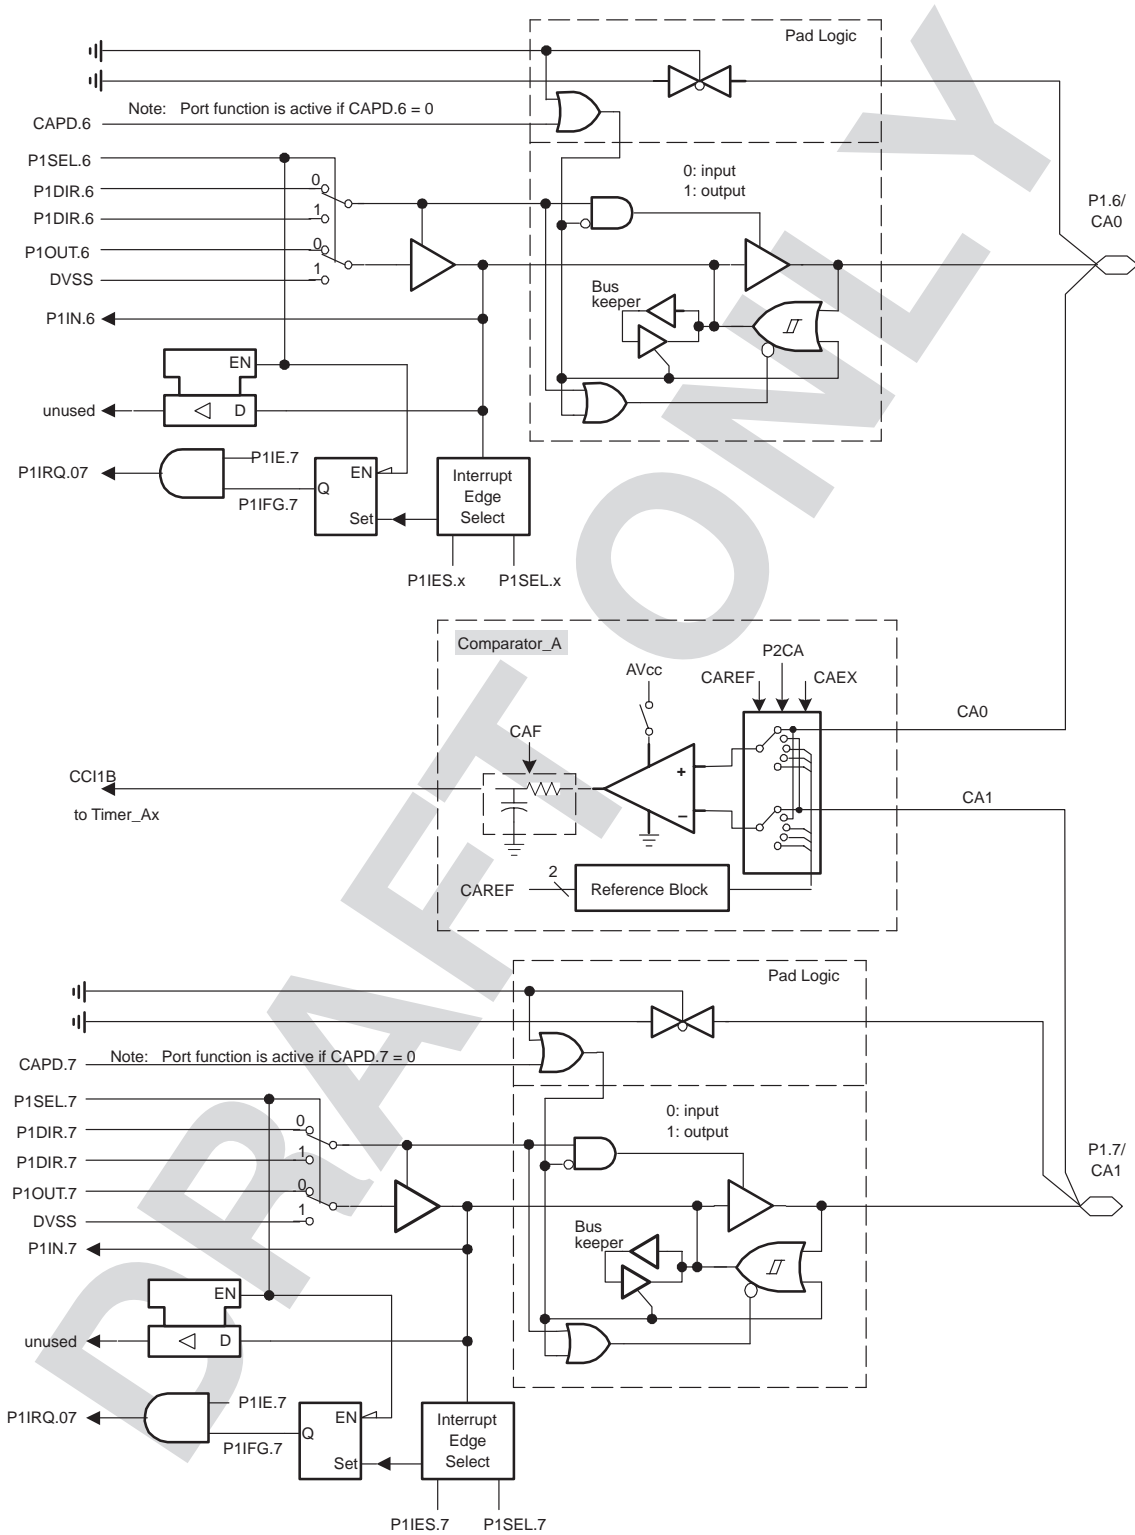 Pad Logic
Note: Port function is active if CAPD.6 = 0
CAPD.6
P1SEL.6
0
P1DIR.6
P1DIR.6
1
0
P1OUT.6
1
DVSS
P1IN.6
0: input
1: output
P1.6/
CA0
Bus
keeper
EN
unused
D
P1IRQ.07
P1IE.7
P1IFG.7
EN
Q
Set
Interrupt
Edge
Select
P1IES.x
P1SEL.x
Comparator_A
P2CA
AVcc
CAREF
CAEX
CA0
CAF
+
CCI1B
CA1
to Timer_Ax
−
2
CAREF
Reference Block
Pad Logic
Note: Port function is active if CAPD.7 = 0
CAPD.7
P1SEL.7
0
P1DIR.7
P1DIR.7
1
0
P1OUT.7
1
DVSS
P1IN.7
0: input
1: output
P1.7/
CA1
Bus
keeper
EN
unused
D
P1IRQ.07
P1IE.7
P1IFG.7
EN
Q
Set
Interrupt
Edge
Select
P1IES.7
P1SEL.7
DRAFT ONLY